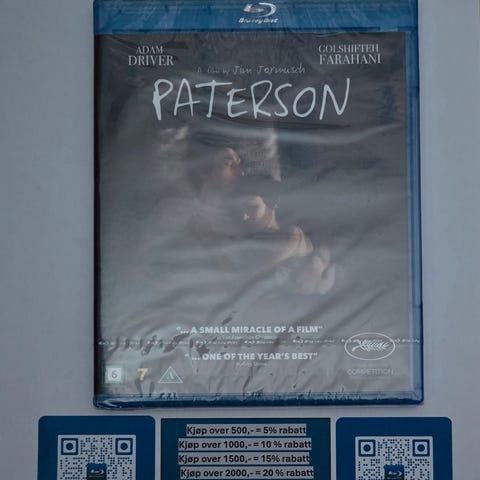 Blu-ray Disc
ADAM
DRIVER
GOLSHIFTEH
FARAHANI
A film by Jim Jarmusch
PATERSON
"... A SMALL MIRACLE OF A FILM"
"... ONE OF THE YEAR'S BEST"
COMPETITION
6
7
A
Kjøp over 500,- = 5% rabatt
Kjøp over 1000,- = 10 % rabatt
Kjøp over 1500,- = 15% rabatt
Kjøp over 2000,- = 20 % rabatt